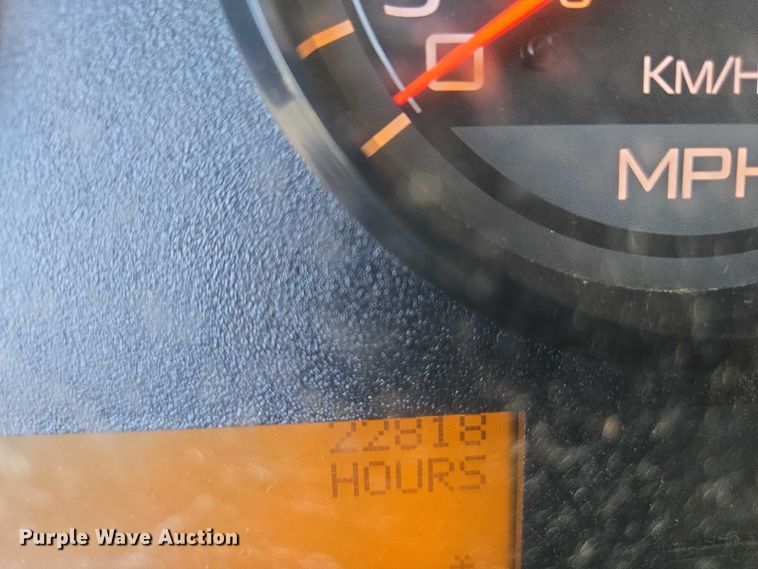 0
KM/H
MPH
22818
HOURS
*
Purple Wave Auction